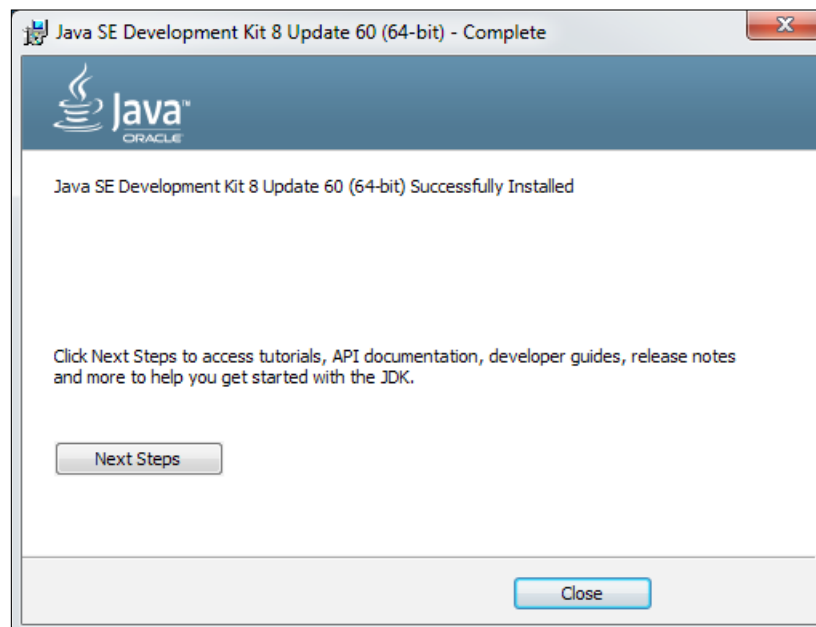 Java SE Development Kit 8 Update 60 (64-bit) - Complete
Java™
ORACLE
Java SE Development Kit 8 Update 60 (64-bit) Successfully Installed
Click Next Steps to access tutorials, API documentation, developer guides, release notes
and more to help you get started with the JDK.
Next Steps
Close